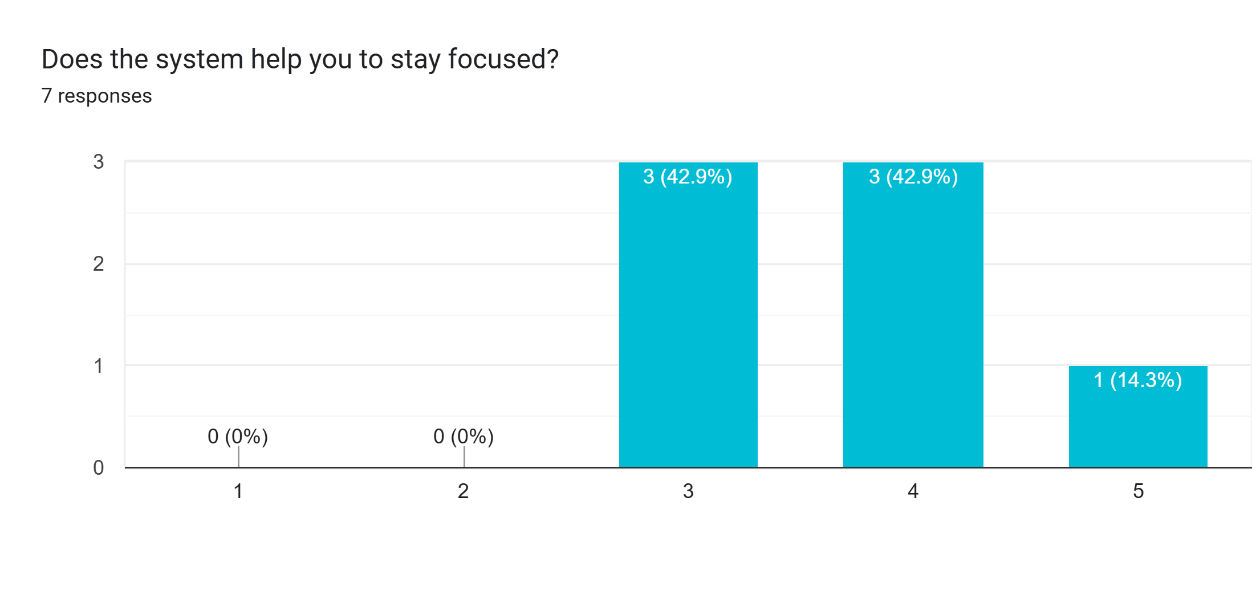 Does the system help you to stay focused?
7 responses
3
3 (42.9%) 3 (42.9%)
2
1
1 (14.3%)
0 (0%) 0 (0%)
0
1 2 3 4 5